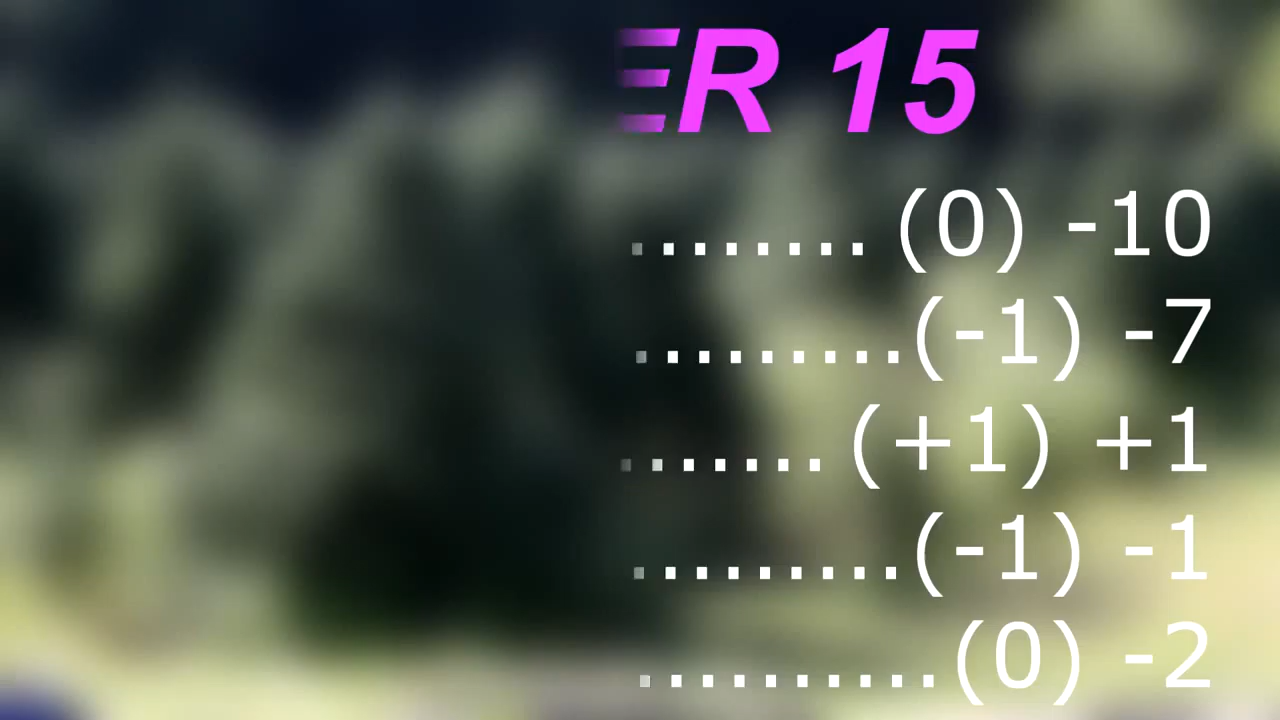 ER 15
........ (0) -10
.........(-1) -7
....... (+1) +1
.........(-1) -1
..........(0) -2